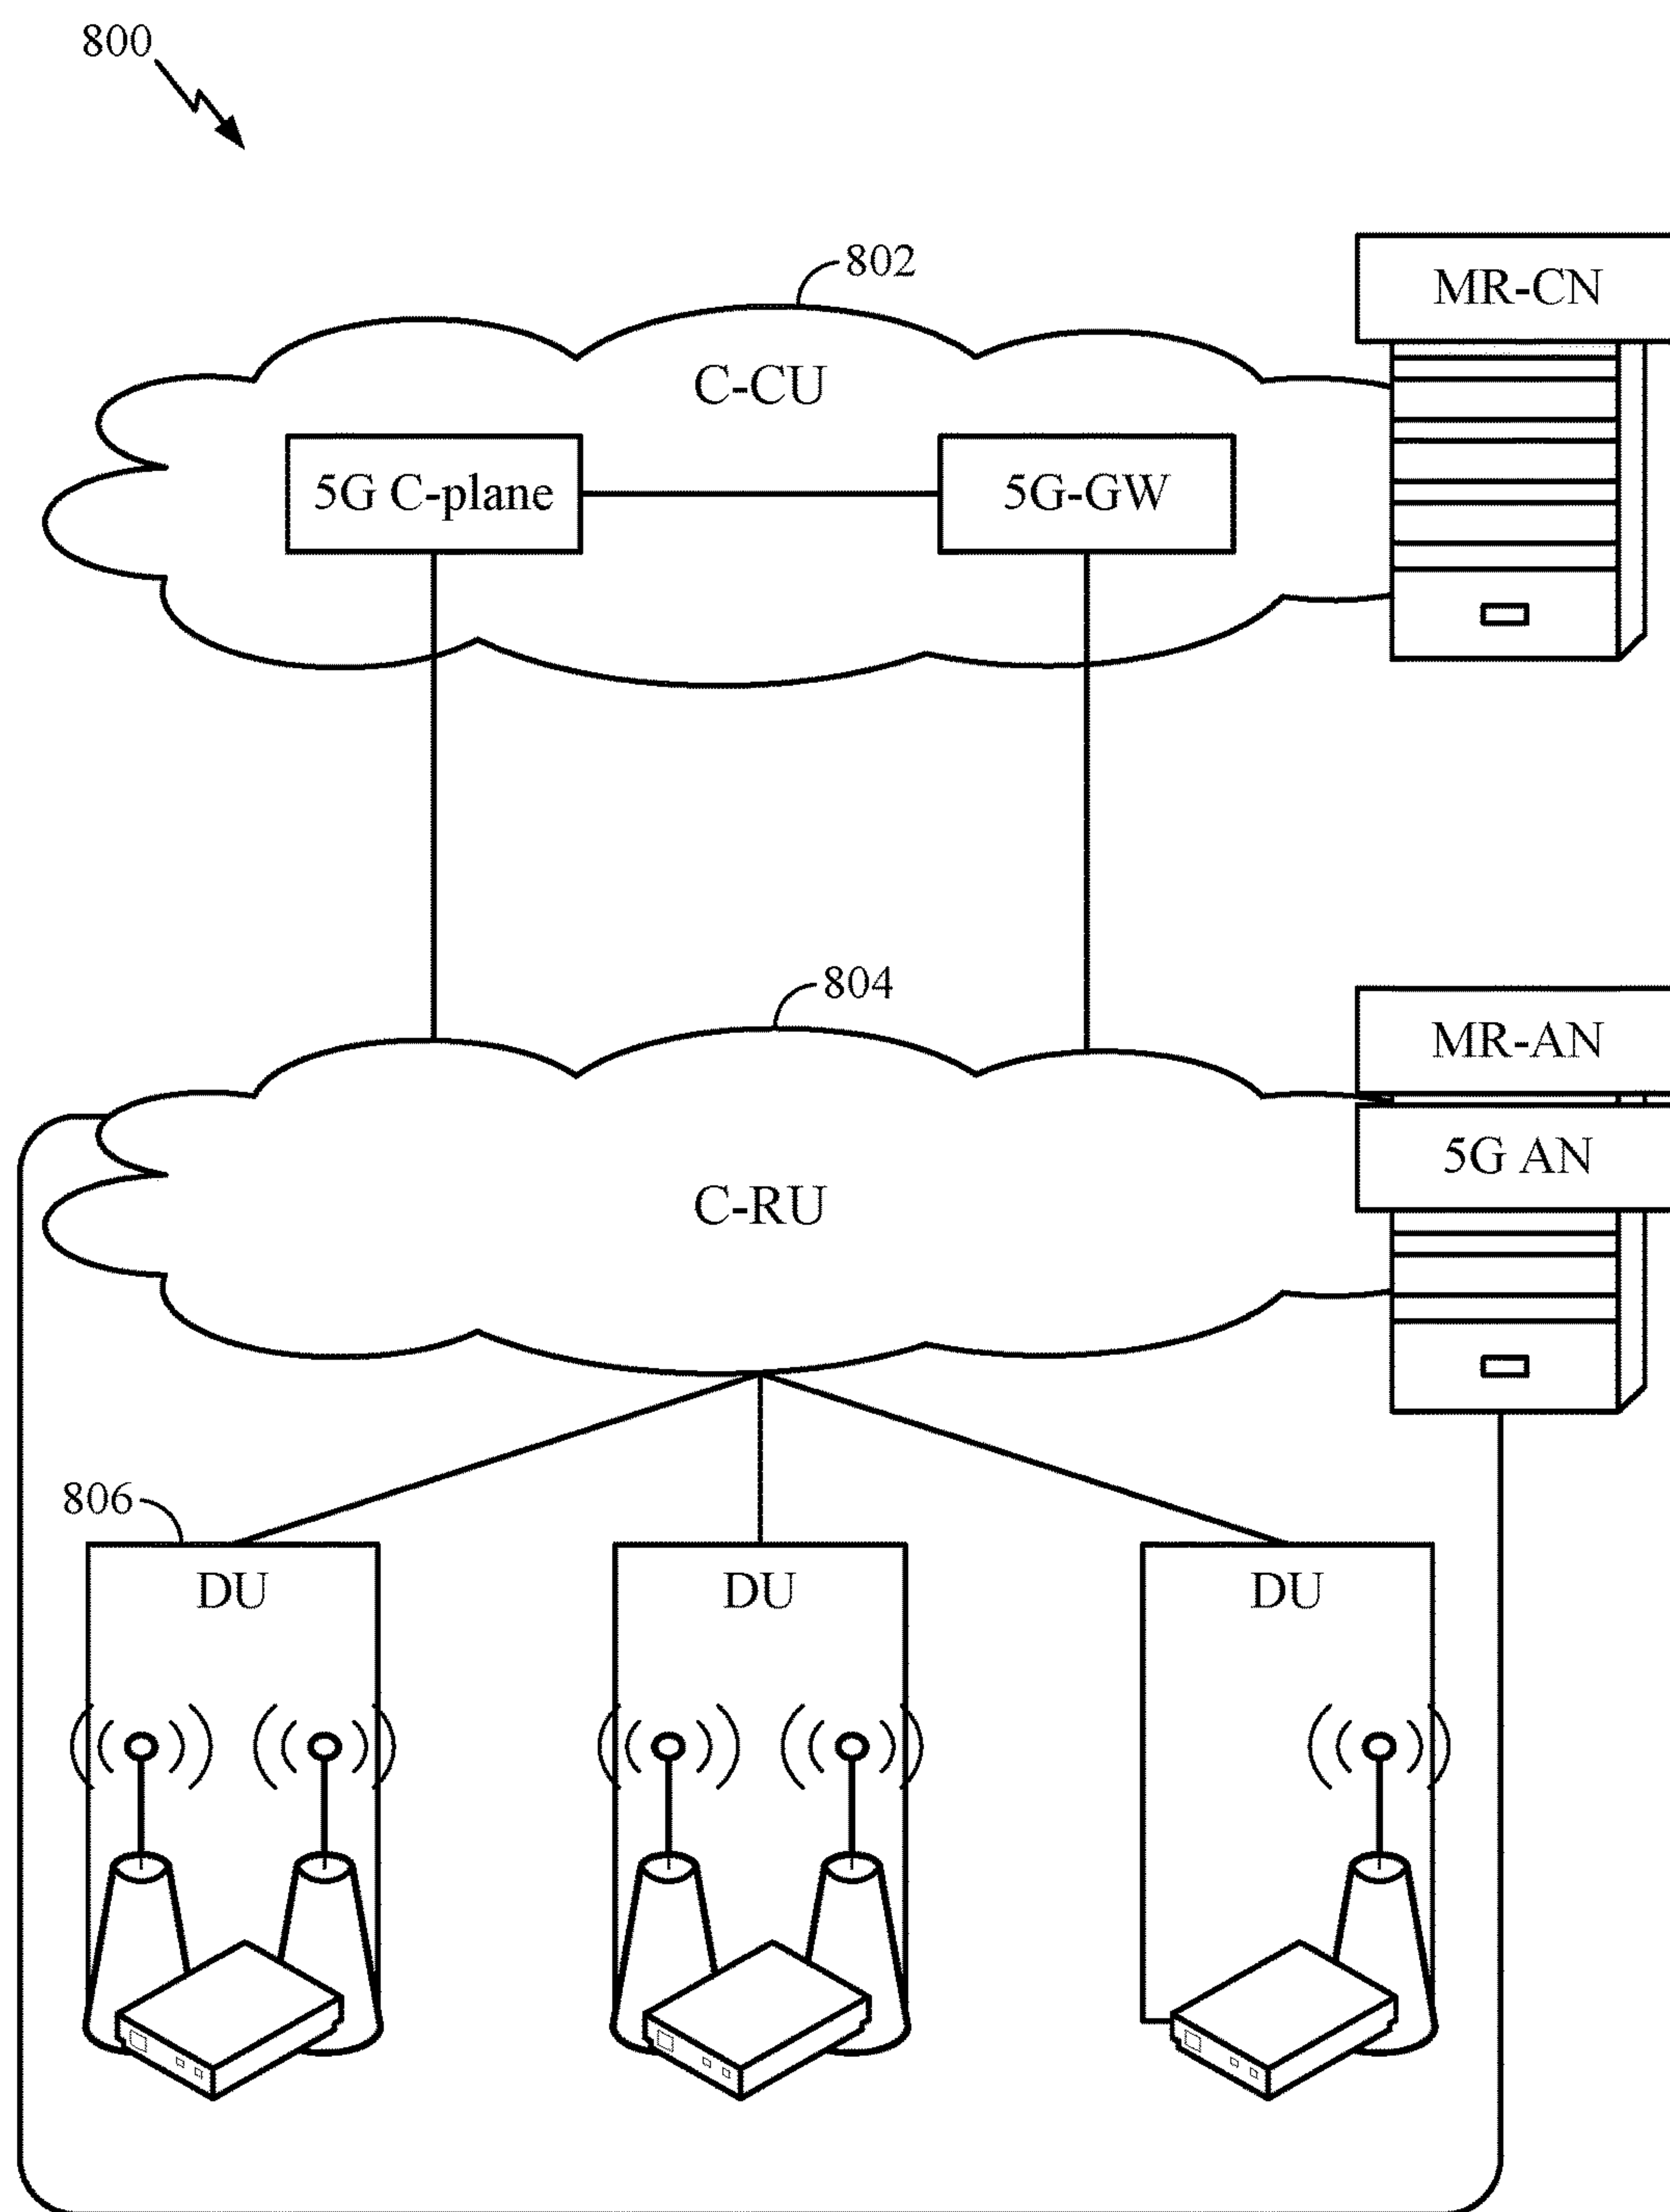 800
802
MR-CN
C-CU
5G C-plane
5G-GW
804
MR-AN
5G AN
C-RU
806
DU
DU
DU